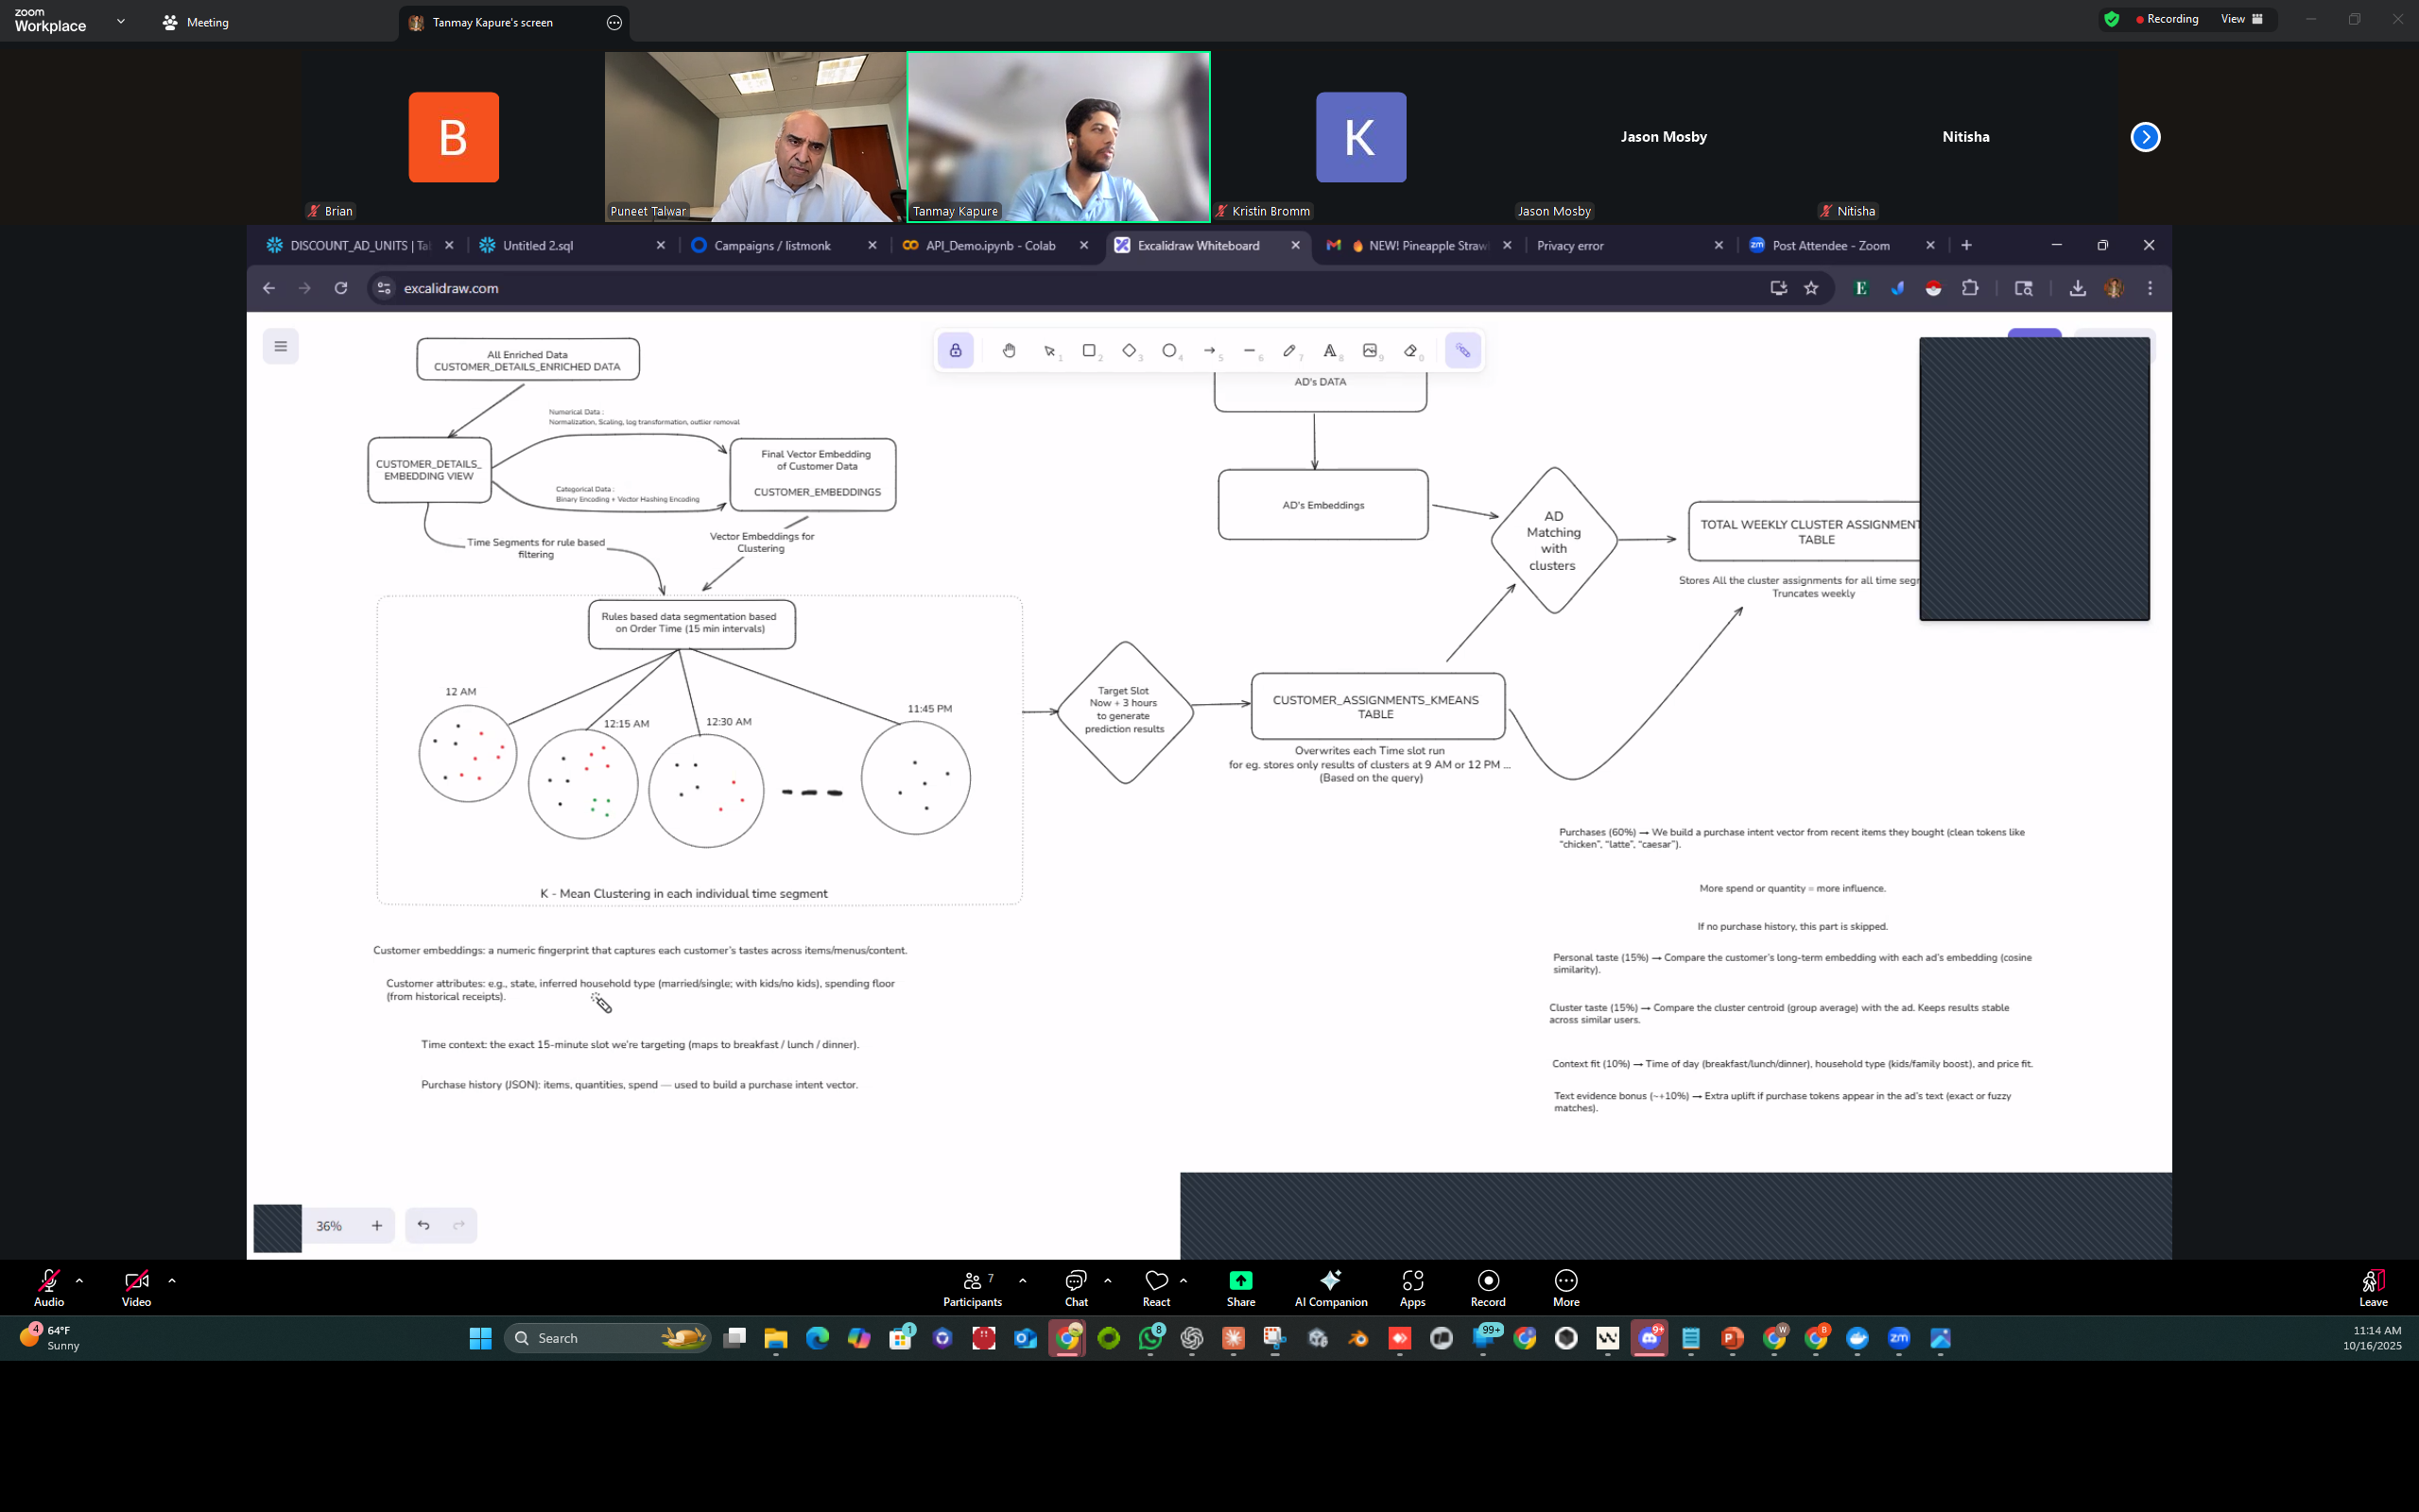 zoom
Workplace
Meeting
Tanmay Kapure's screen
Recording
View
B
K
Jason Mosby
Nitisha
Brian
Puneet Talwar
Tanmay Kapure
Kristin Bromm
Jason Mosby
Nitisha
DISCOUNT_AD_UNITS | Ta
Untitled 2.sql
Campaigns / listmonk
API_Demo.ipynb - Colab
Excalidraw Whiteboard
NEW! Pineapple Straw
Privacy error
zm
Post Attendee - Zoom
excalidraw.com
1
2
3
4
5
6
7
8
9
0
All Enriched Data
CUSTOMER_DETAILS_ENRICHED DATA
Numerical Data :
Normalization, Scaling, log transformation, outlier removal
CUSTOMER_DETAILS_
EMBEDDING VIEW
Categorical Data :
Binary Encoding + Vector Hashing Encoding
Final Vector Embedding
of Customer Data
CUSTOMER_EMBEDDINGS
Time Segments for rule based
filtering
Vector Embeddings for
Clustering
Rules based data segmentation based
on Order Time (15 min intervals)
12 AM
12:15 AM
12:30 AM
11:45 PM
K - Mean Clustering in each individual time segment
AD's DATA
AD's Embeddings
AD
Matching
with
clusters
TOTAL WEEKLY CLUSTER ASSIGNMENT
TABLE
Stores All the cluster assignments for all time segr
Truncates weekly
Target Slot
Now + 3 hours
to generate
prediction results
CUSTOMER_ASSIGNMENTS_KMEANS
TABLE
Overwrites each Time slot run
for eg. stores only results of clusters at 9 AM or 12 PM ...
(Based on the query)
Customer embeddings: a numeric fingerprint that captures each customer's tastes across items/menus/content.
Customer attributes: e.g., state, inferred household type (married/single; with kids/no kids), spending floor
(from historical receipts).
Time context: the exact 15-minute slot we're targeting (maps to breakfast / lunch / dinner).
Purchase history (JSON): items, quantities, spend — used to build a purchase intent vector.
Purchases (60%) → We build a purchase intent vector from recent items they bought (clean tokens like
"chicken", "latte", "caesar").
More spend or quantity = more influence.
If no purchase history, this part is skipped.
Personal taste (15%) → Compare the customer's long-term embedding with each ad's embedding (cosine
similarity).
Cluster taste (15%) → Compare the cluster centroid (group average) with the ad. Keeps results stable
across similar users.
Context fit (10%) → Time of day (breakfast/lunch/dinner), household type (kids/family boost), and price fit.
Text evidence bonus (~+10%) → Extra uplift if purchase tokens appear in the ad's text (exact or fuzzy
matches).
36%
Audio
Video
Participants
7
Chat
React
Share
AI Companion
Apps
Record
More
Leave
4
64°F
Sunny
Search
1
8
99+
9+
W
B
zm
11:14 AM
10/16/2025